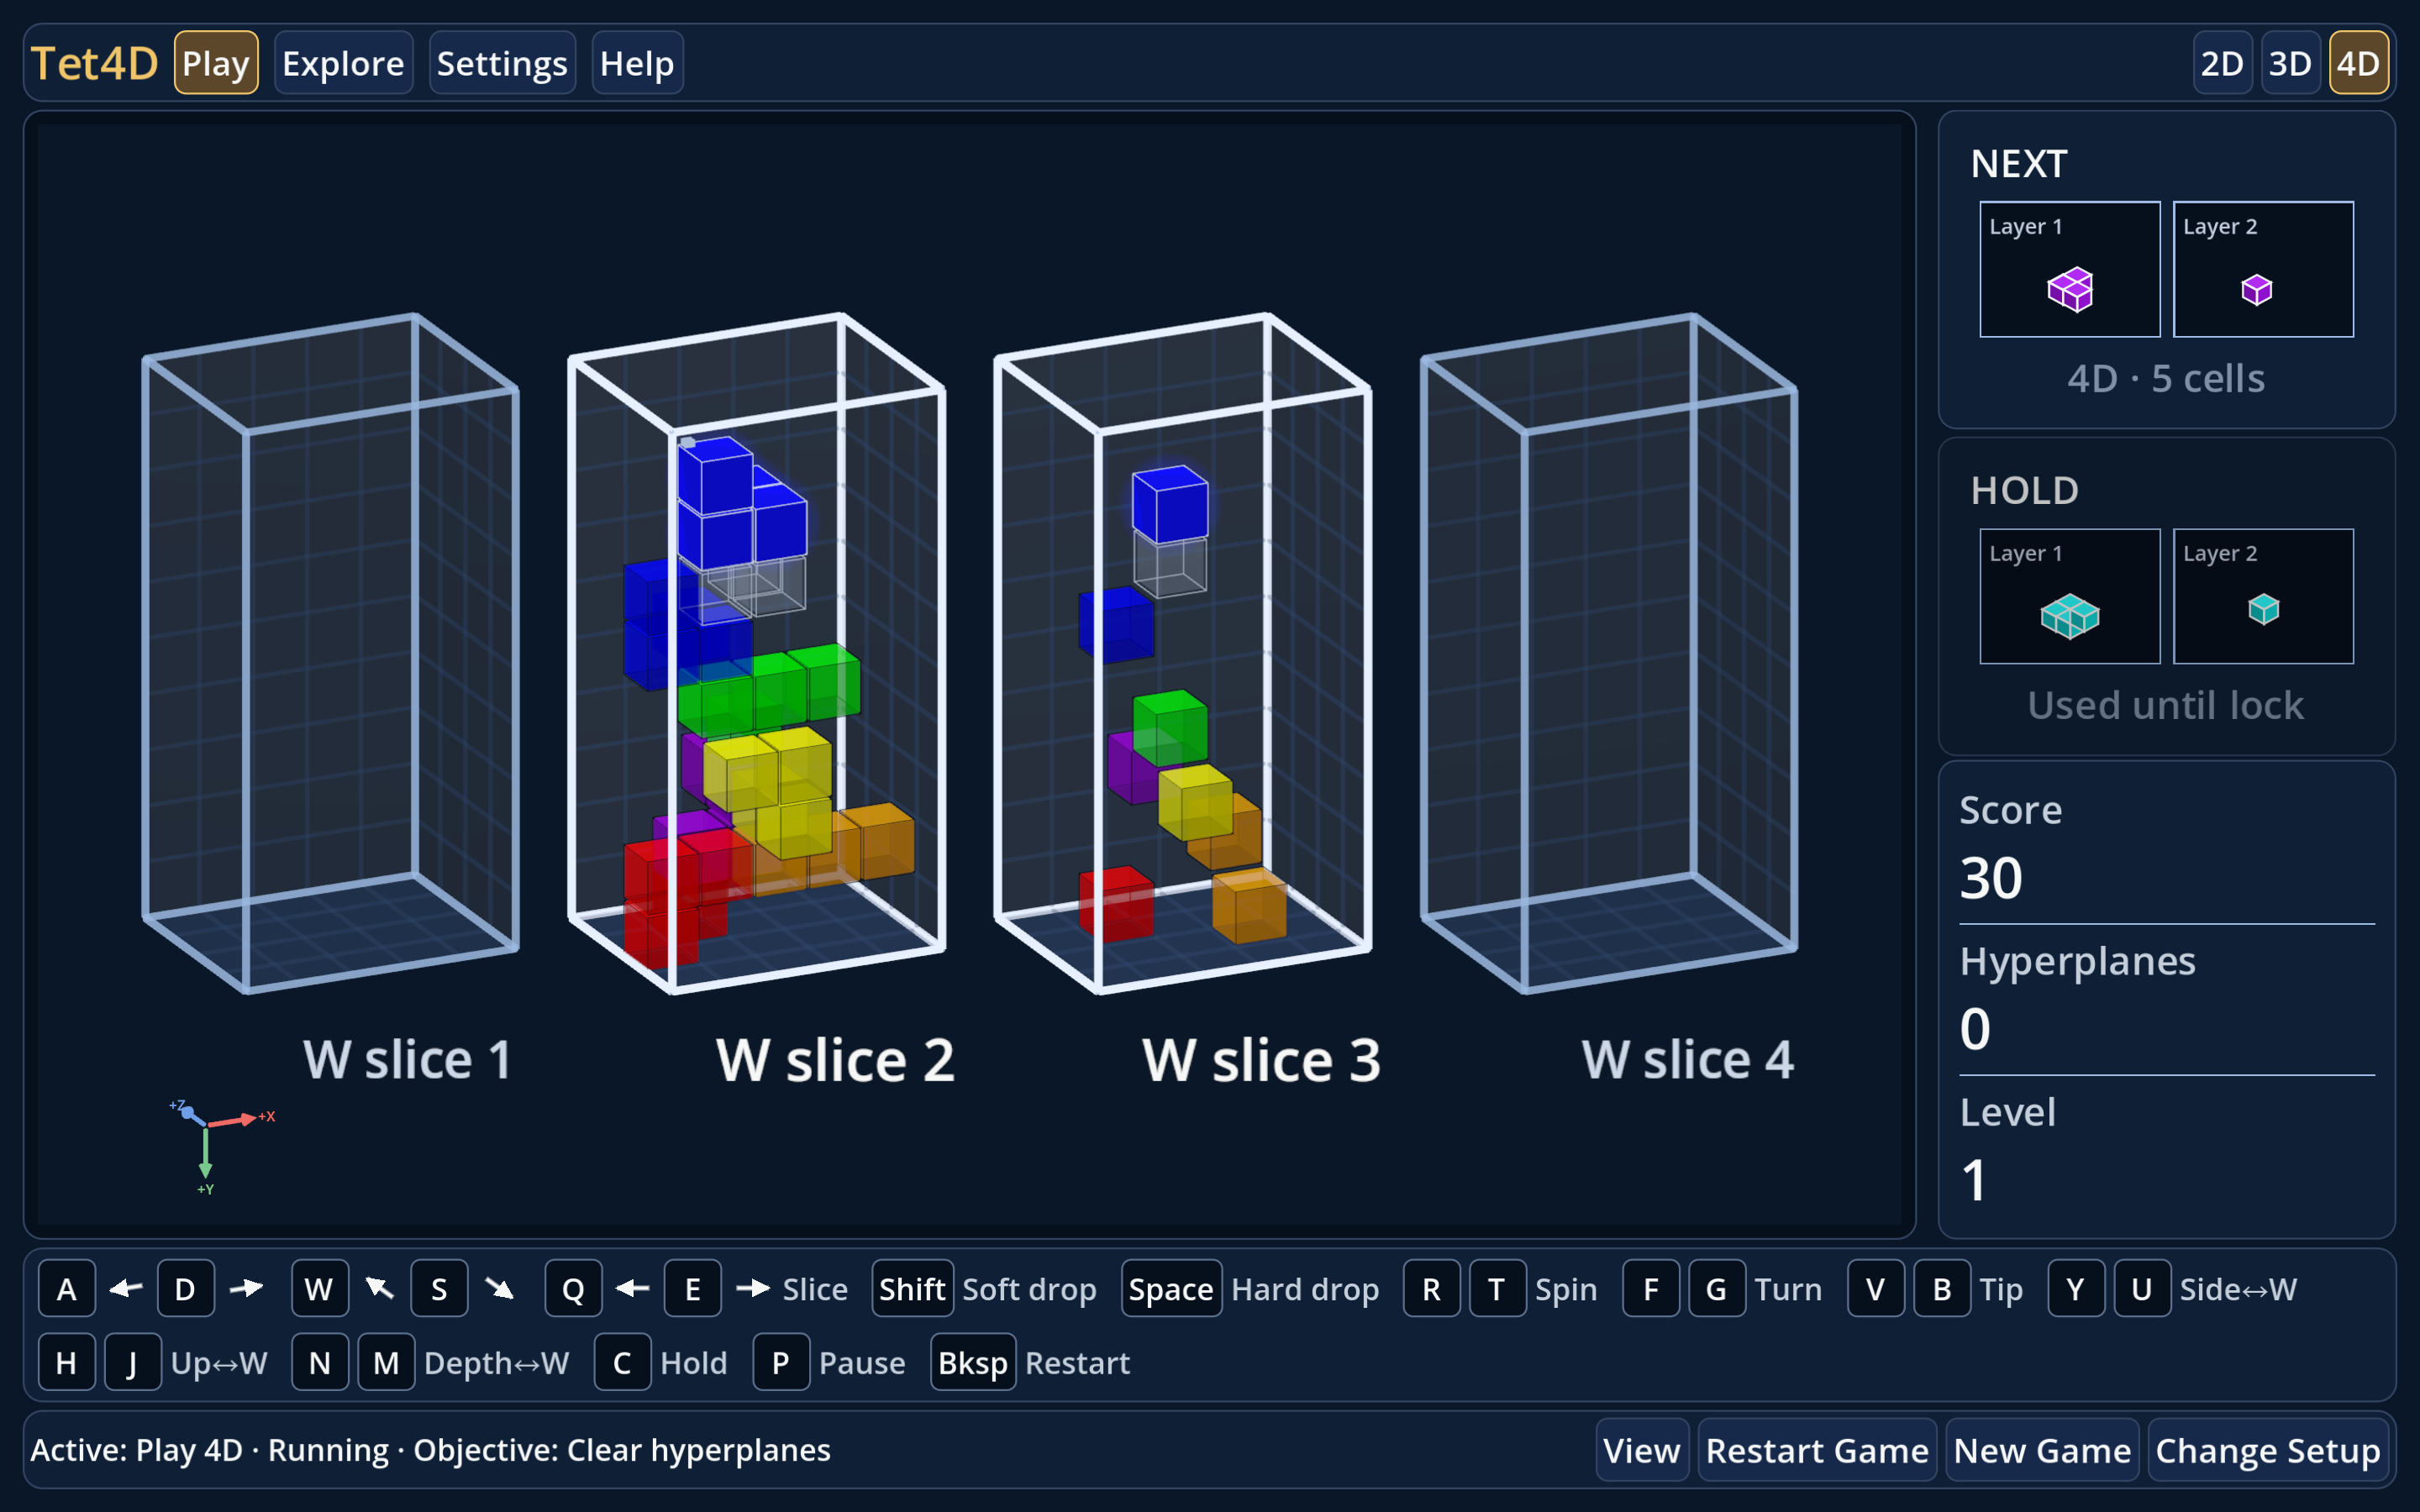 Tet4D Play Explore Settings Help 2D 3D 4D
NEXT
Layer 1 Layer 2
4D · 5 cells
HOLD
Layer 1 Layer 2
Used until lock
Score
30
Hyperplanes
0
Level
1
W slice 1 W slice 2 W slice 3 W slice 4
+Z
+X
+Y
A D W S Q E Slice Shift Soft drop Space Hard drop R T Spin F G Turn V B Tip Y U Side↔W
H J Up↔W N M Depth↔W C Hold P Pause Bksp Restart
Active: Play 4D · Running · Objective: Clear hyperplanes View Restart Game New Game Change Setup